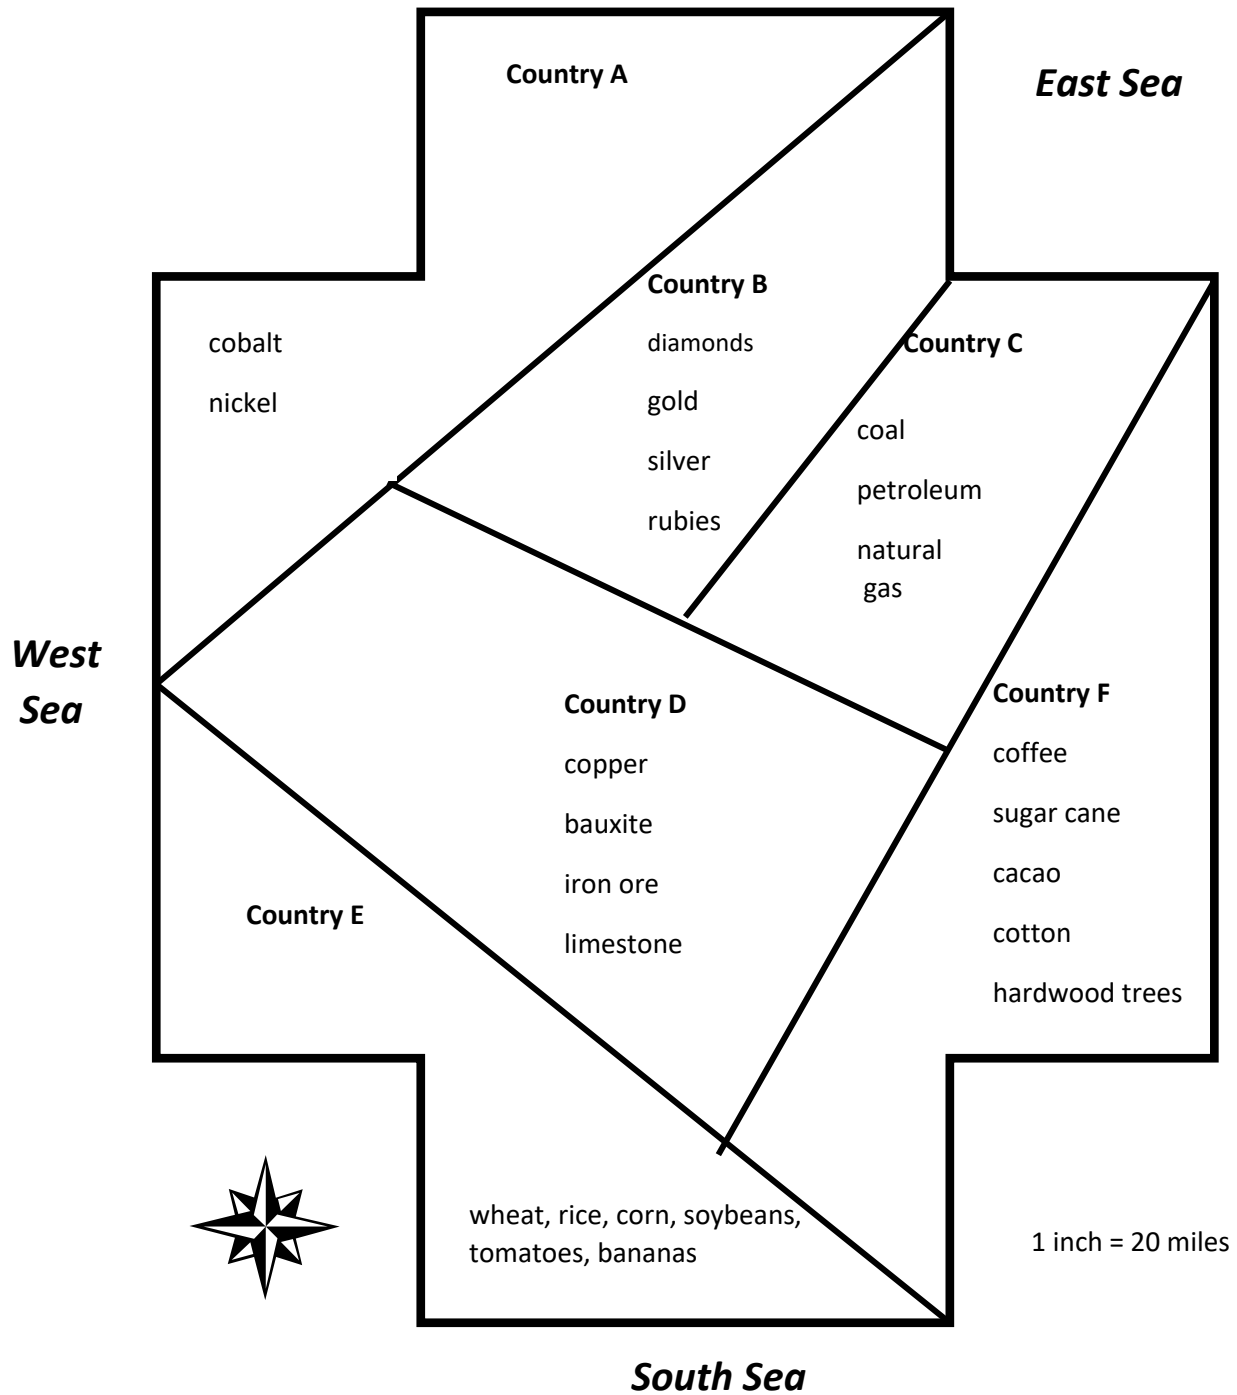 Country A
East Sea
cobalt
nickel
Country B
diamonds
gold
silver
rubies
Country C
coal
petroleum
natural
gas
West
Sea
Country D
copper
bauxite
iron ore
limestone
Country F
coffee
sugar cane
cacao
cotton
hardwood trees
Country E
wheat, rice, corn, soybeans,
tomatoes, bananas
1 inch = 20 miles
South Sea